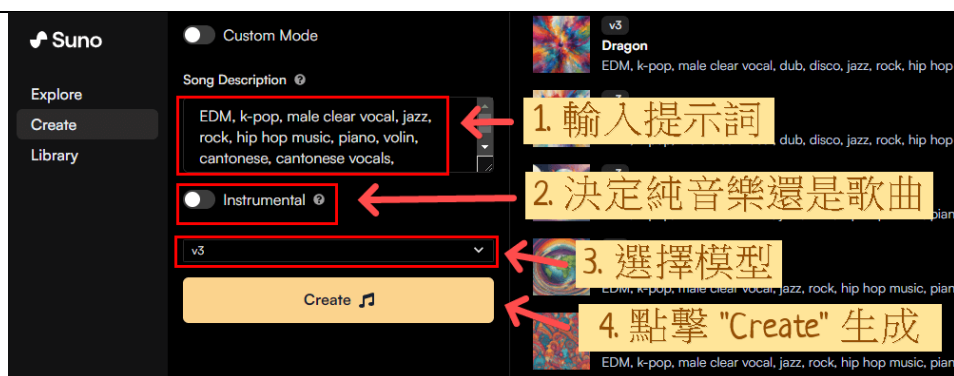 Suno
Explore
Create
Library
Custom Mode
Song Description
EDM, k-pop, male clear vocal, jazz,
rock, hip hop music, piano, volin,
cantonese, cantonese vocals,
Instrumental
v3
Create
1. 輸入提示詞
2. 決定純音樂還是歌曲
3. 選擇模型
4. 點擊 "Create" 生成
v3
Dragon
EDM, k-pop, male clear vocal, dub, disco, jazz, rock, hip hop
dub, disco, jazz, rock, hip hop
pian
EDM, k-pop, male clear vocal, jazz, rock, hip hop music, pian
EDM, k-pop, male clear vocal, jazz, rock, hip hop music, pian